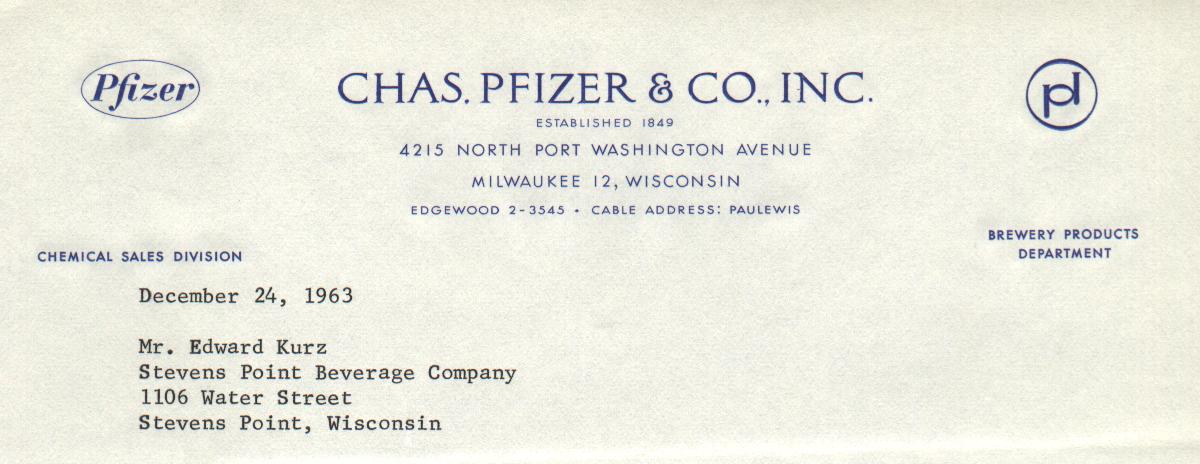 Pfizer
CHAS. PFIZER & CO., INC.
pl
ESTABLISHED 1849
4215 NORTH PORT WASHINGTON AVENUE
MILWAUKEE 12, WISCONSIN
EDGEWOOD 2-3545 • CABLE ADDRESS: PAULEWIS
BREWERY PRODUCTS
DEPARTMENT
CHEMICAL SALES DIVISION
December 24, 1963
Mr. Edward Kurz
Stevens Point Beverage Company
1106 Water Street
Stevens Point, Wisconsin